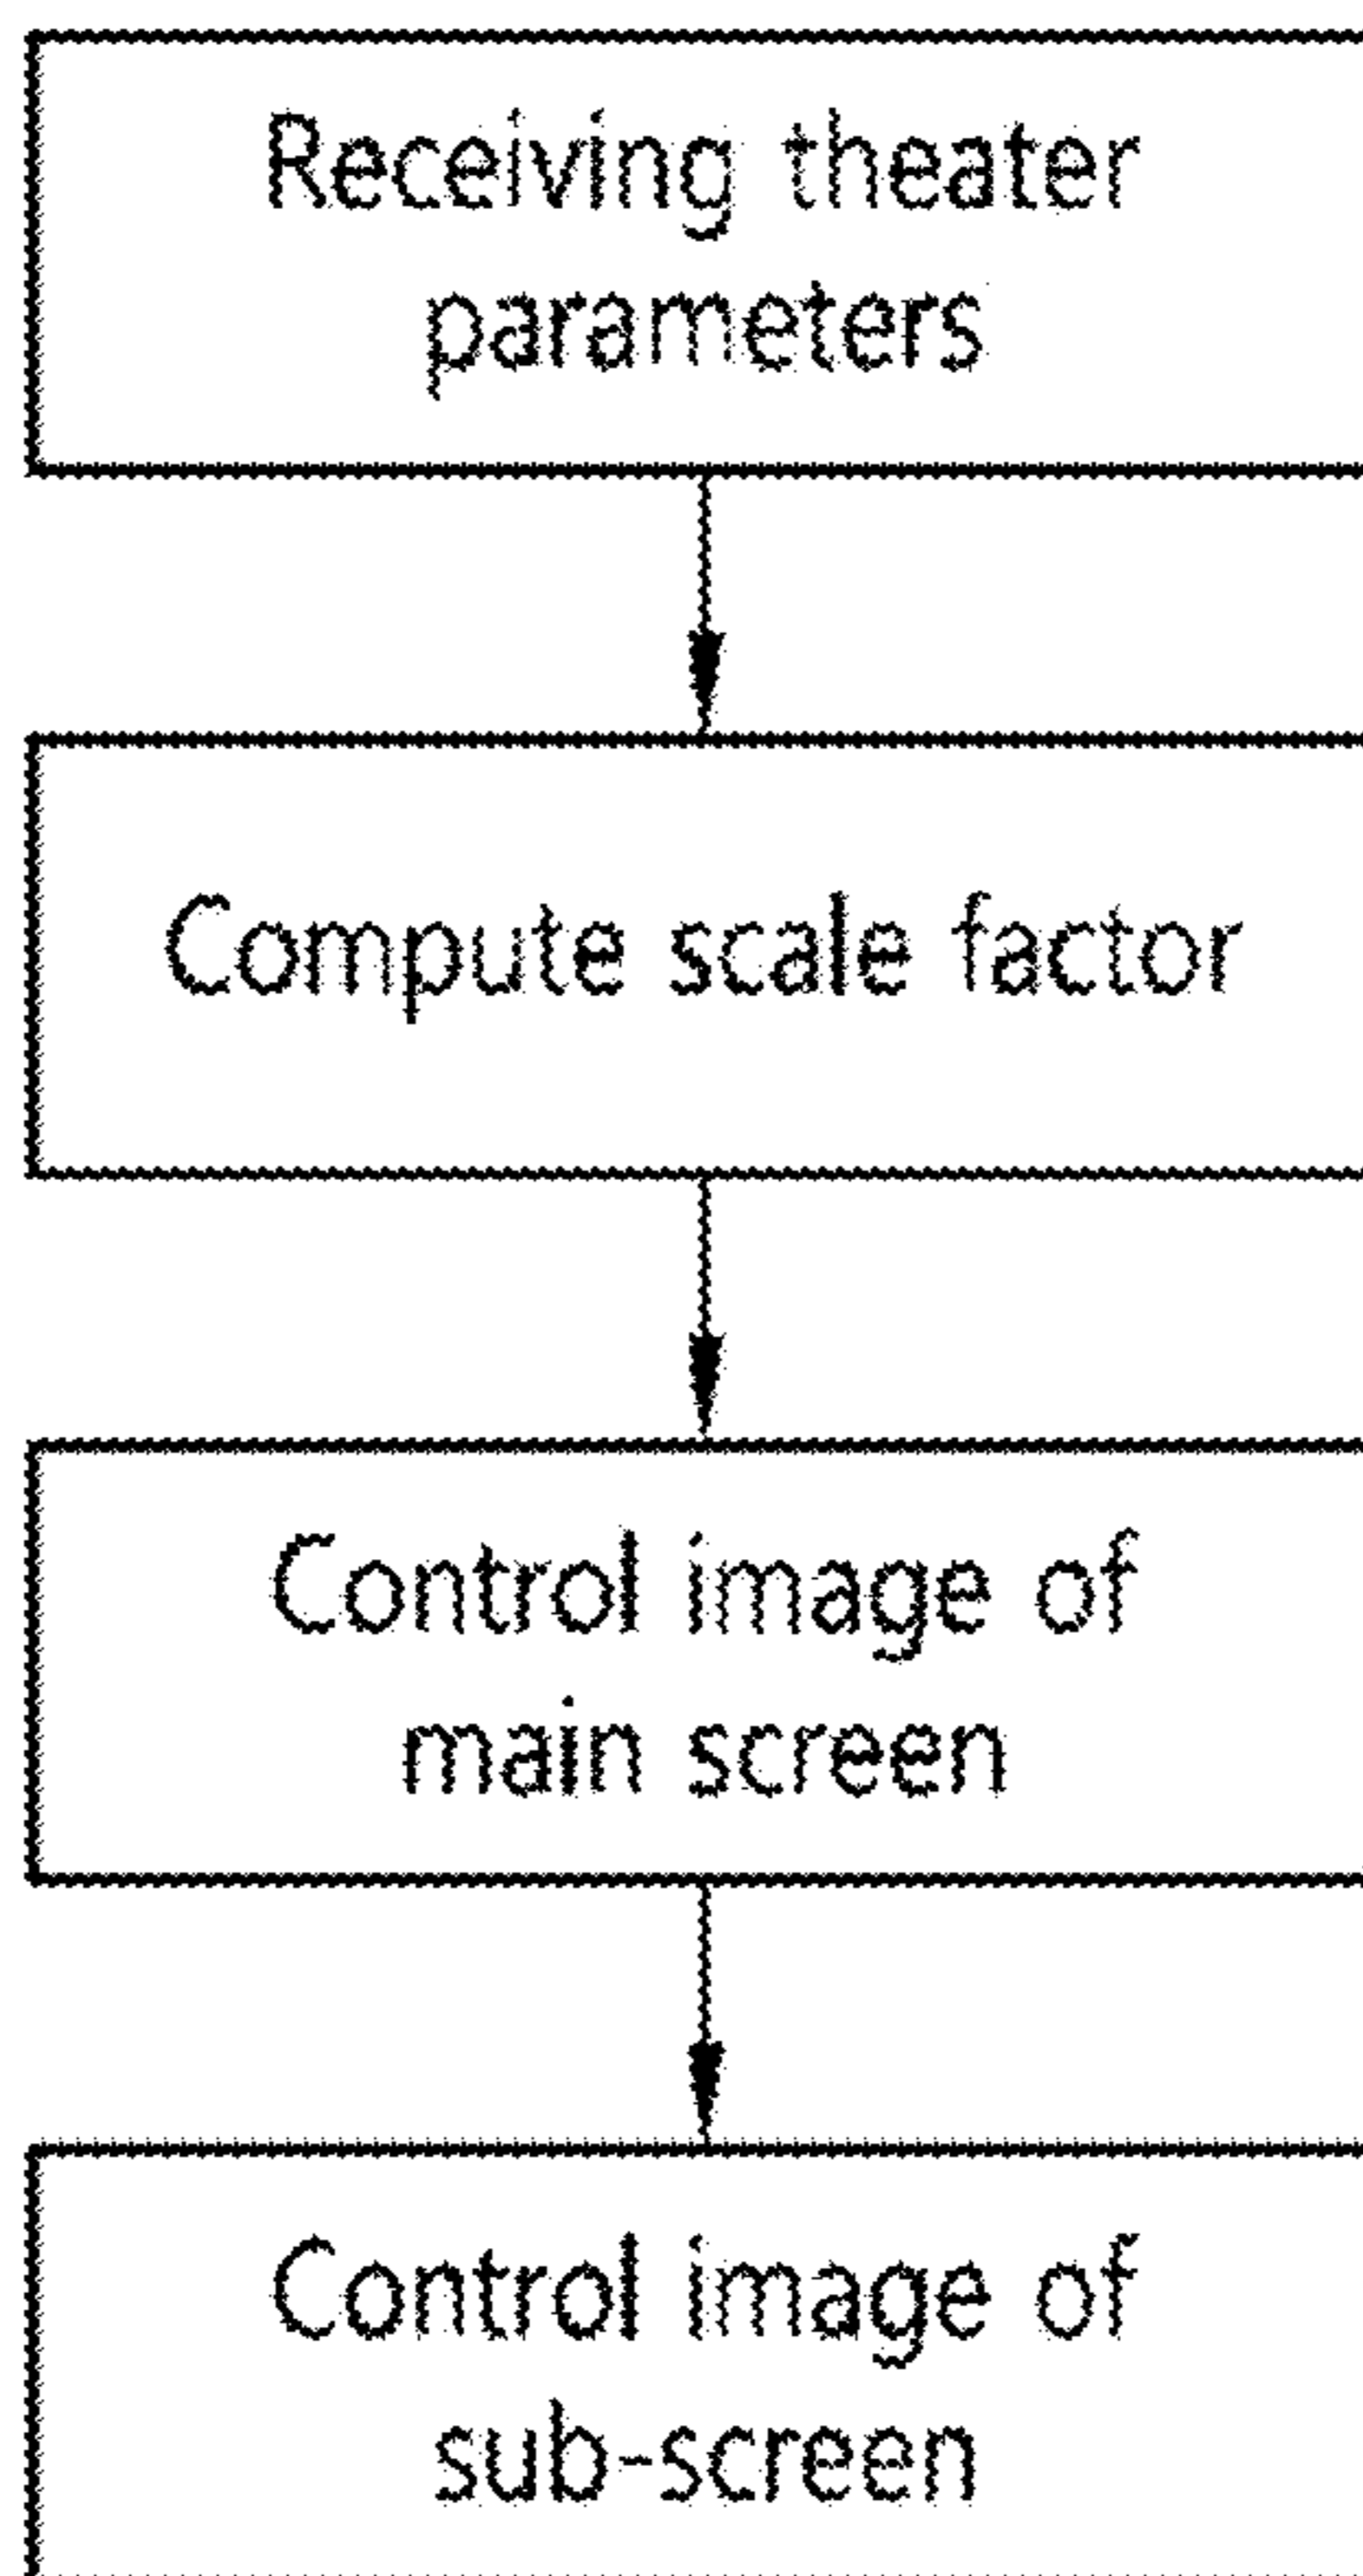 Receiving theater
parameters
Compute scale factor
Control image of
main screen
Control image of
sub-screen